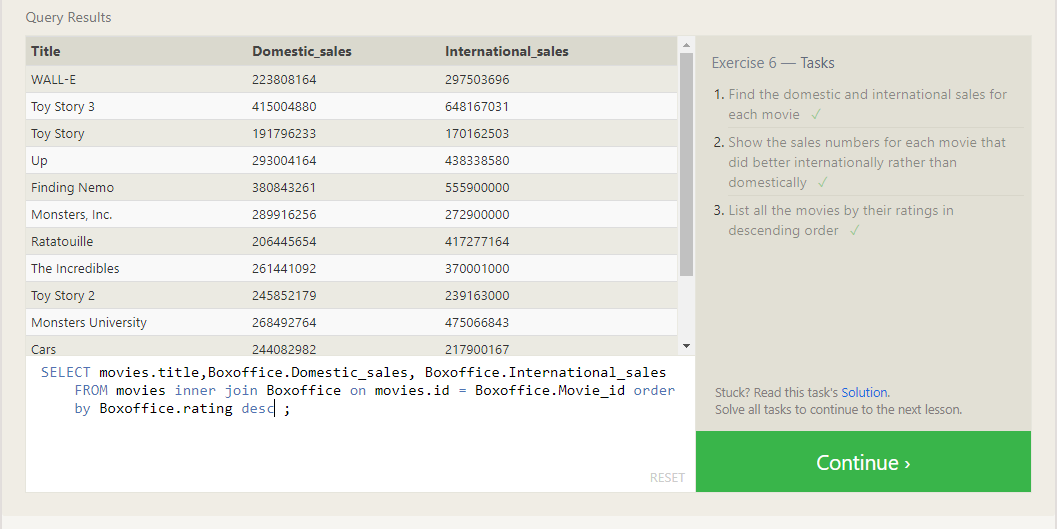 Query Results
Title Domestic_sales International_sales
WALL-E 223808164 297503696
Toy Story 3 415004880 648167031
Toy Story 191796233 170162503
Up 293004164 438338580
Finding Nemo 380843261 555900000
Monsters, Inc. 289916256 272900000
Ratatouille 206445654 417277164
The Incredibles 261441092 370001000
Toy Story 2 245852179 239163000
Monsters University 268492764 475066843
Cars 244082982 217900167
SELECT movies.title,Boxoffice.Domestic_sales, Boxoffice.International_sales
FROM movies inner join Boxoffice on movies.id = Boxoffice.Movie_id order
by Boxoffice.rating desc ;
RESET
Exercise 6 — Tasks
1. Find the domestic and international sales for
each movie ✓
2. Show the sales numbers for each movie that
did better internationally rather than
domestically ✓
3. List all the movies by their ratings in
descending order ✓
Stuck? Read this task's Solution.
Solve all tasks to continue to the next lesson.
Continue ›